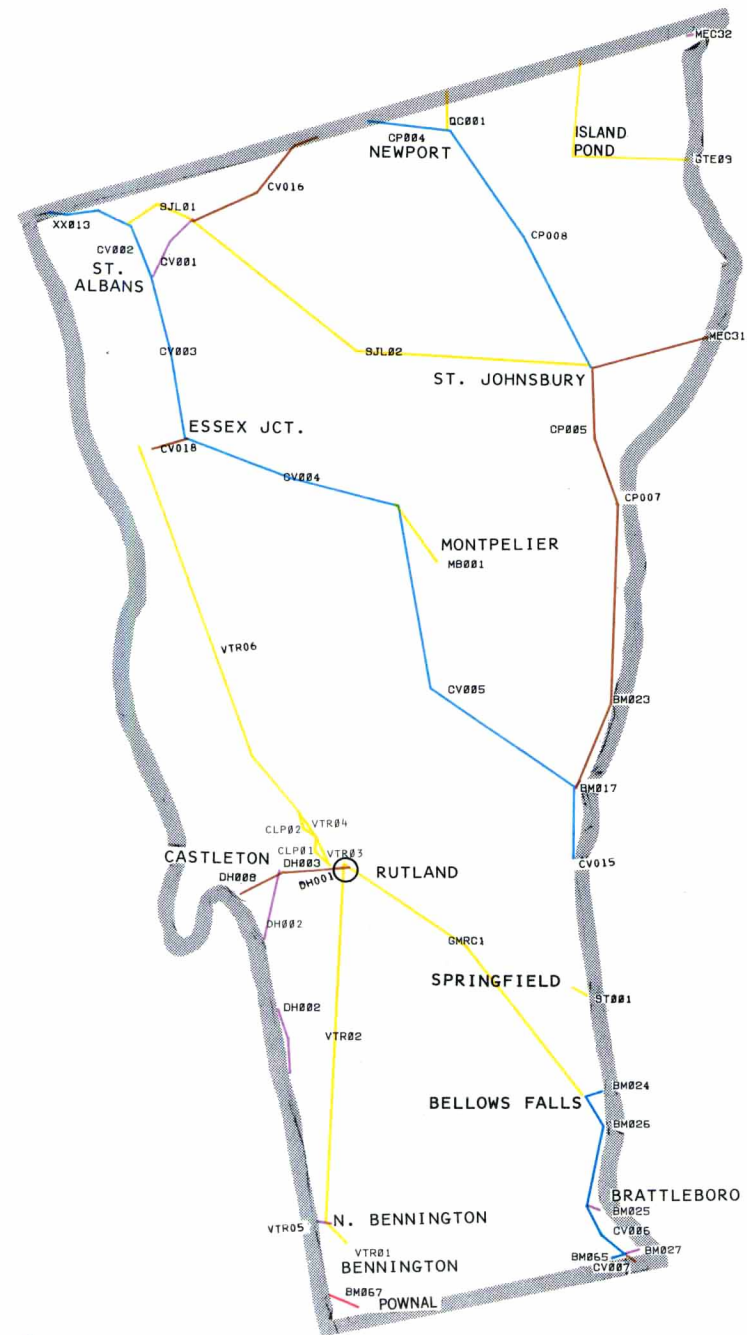 MEC32
QC001
CP004
NEWPORT
ISLAND
POND
GTE09
CV016
SJL01
XX013
CV002
CV001
CP008
ST.
ALBANS
MEC31
CV003
SJL02
ST. JOHNSBURY
ESSEX JCT.
CP005
CV018
CV004
CP007
MONTPELIER
MB001
VTR06
CV005
BM023
BM017
VTR04
CLP02
CLP01
VTR03
CASTLETON
DH003
CV015
DH008
DH001
RUTLAND
DH002
GMRC1
SPRINGFIELD
ST001
DH002
VTR02
BM024
BELLOWS FALLS
BM026
BRATTLEBORO
BM025
VTR05
N. BENNINGTON
CV006
VTR01
BM065
BM027
CV007
BENNINGTON
BM067
POWNAL